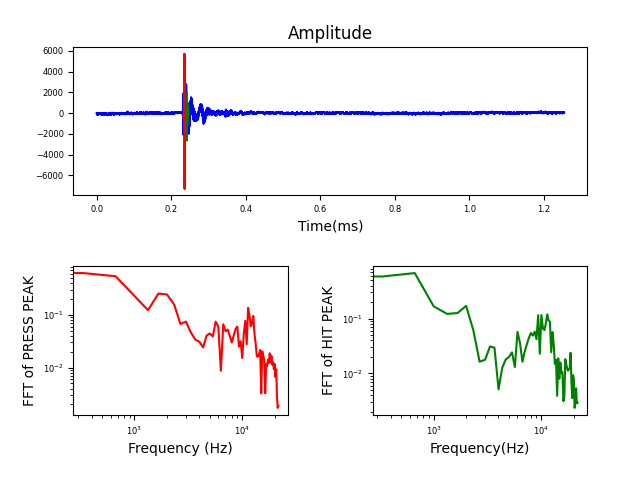 Amplitude
6000
4000
2000
0
−2000
−4000
−6000
0.0 0.2 0.4 0.6 0.8 1.0 1.2
Time(ms)
FFT of PRESS PEAK
10⁻¹
10⁻²
10³ 10⁴
Frequency (Hz)
FFT of HIT PEAK
10⁻¹
10⁻²
10³ 10⁴
Frequency(Hz)